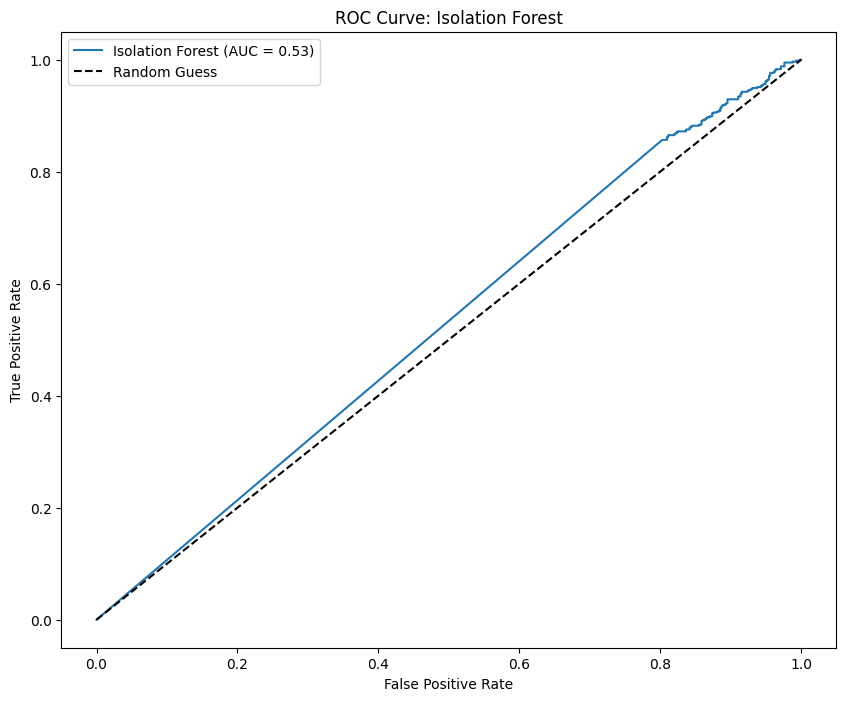 ROC Curve: Isolation Forest
Isolation Forest (AUC = 0.53)
Random Guess
True Positive Rate
1.0
0.8
0.6
0.4
0.2
0.0
0.0 0.2 0.4 0.6 0.8 1.0
False Positive Rate